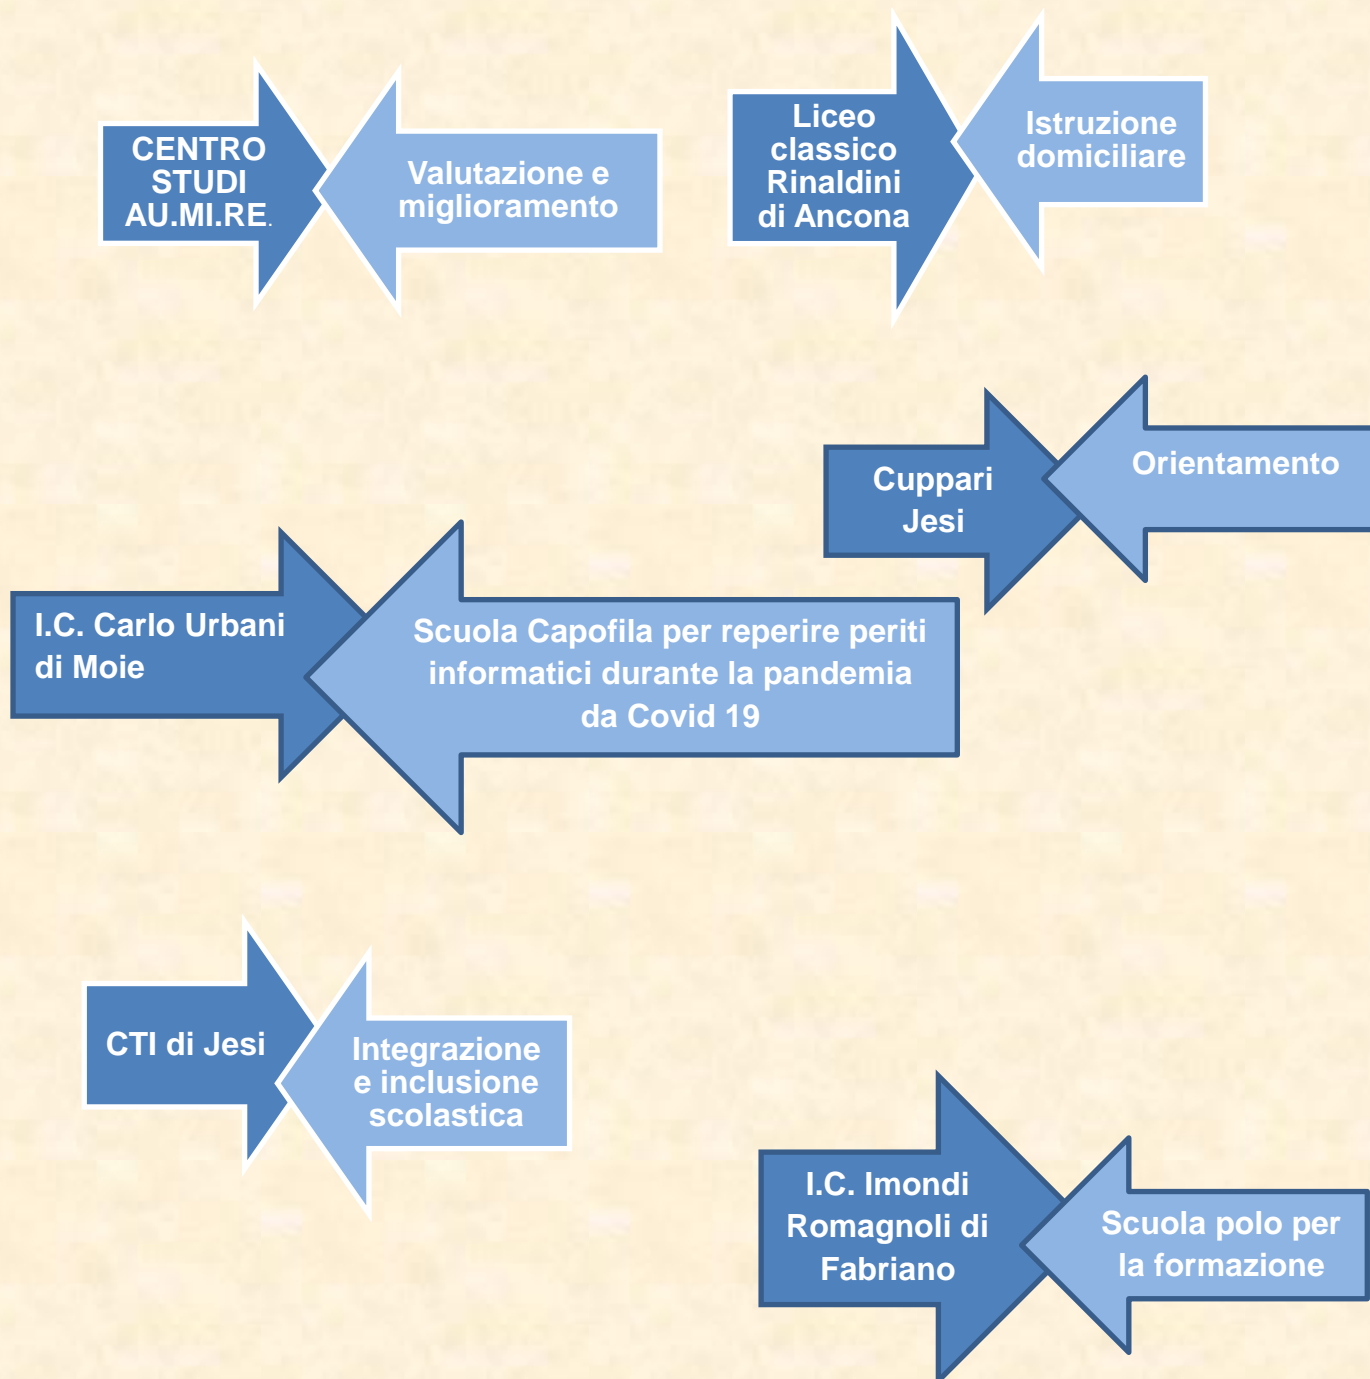 CENTRO
STUDI
AU.MI.RE.
Valutazione e
miglioramento
Liceo
classico
Rinaldini
di Ancona
Istruzione
domiciliare
Cuppari
Jesi
Orientamento
I.C. Carlo Urbani
di Moie
Scuola Capofila per reperire periti
informatici durante la pandemia
da Covid 19
CTI di Jesi
Integrazione
e inclusione
scolastica
I.C. Imondi
Romagnoli di
Fabriano
Scuola polo per
la formazione